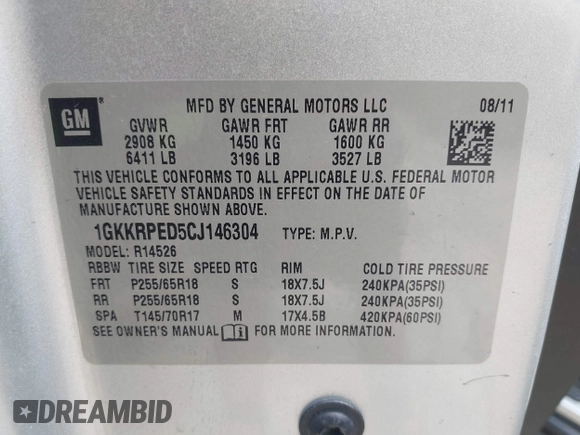 GM
MFD BY GENERAL MOTORS LLC 08/11
GVWR GAWR FRT GAWR RR
2908 KG 1450 KG 1600 KG
6411 LB 3196 LB 3527 LB
THIS VEHICLE CONFORMS TO ALL APPLICABLE U.S. FEDERAL MOTOR
VEHICLE SAFETY STANDARDS IN EFFECT ON THE DATE OF
MANUFACTURE SHOWN ABOVE.
1GKKRPED5CJ146304 TYPE: M.P.V.
MODEL: R14526
RBBW TIRE SIZE SPEED RTG RIM COLD TIRE PRESSURE
FRT P255/65R18 S 18X7.5J 240KPA(35PSI)
RR P255/65R18 S 18X7.5J 240KPA(35PSI)
SPA T145/70R17 M 17X4.5B 420KPA(60PSI)
SEE OWNER'S MANUAL FOR MORE INFORMATION.
DREAMBID